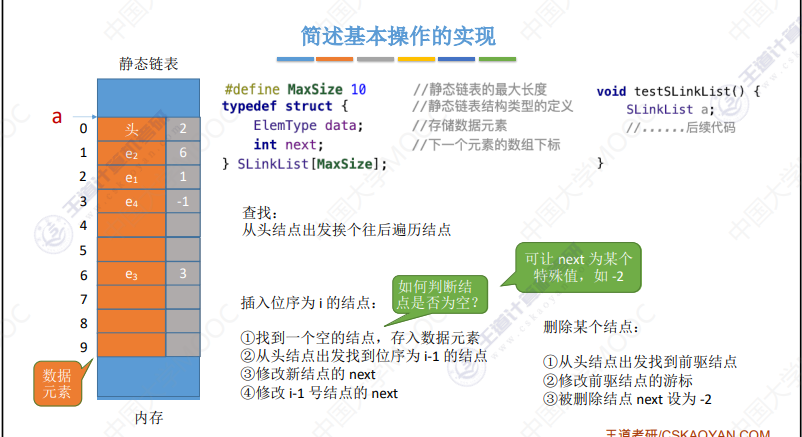 简述基本操作的实现
静态链表
a
0 头 2
1 e₂ 6
2 e₁ 1
3 e₄ -1
4
5
6 e₃ 3
7
8
9
数据
元素
内存
#define MaxSize 10 //静态链表的最大长度
typedef struct { //静态链表结构类型的定义
ElemType data; //存储数据元素
int next; //下一个元素的数组下标
} SLinkList[MaxSize];
void testSLinkList() {
SLinkList a;
//......后续代码
}
查找：
从头结点出发挨个往后遍历结点
如何判断结
点是否为空？
可让 next 为某个
特殊值，如 -2
插入位序为 i 的结点：
①找到一个空的结点，存入数据元素
②从头结点出发找到位序为 i-1 的结点
③修改新结点的 next
④修改 i-1 号结点的 next
删除某个结点：
①从头结点出发找到前驱结点
②修改前驱结点的游标
③被删除结点 next 设为 -2
王道考研/CSKAOYAN.COM